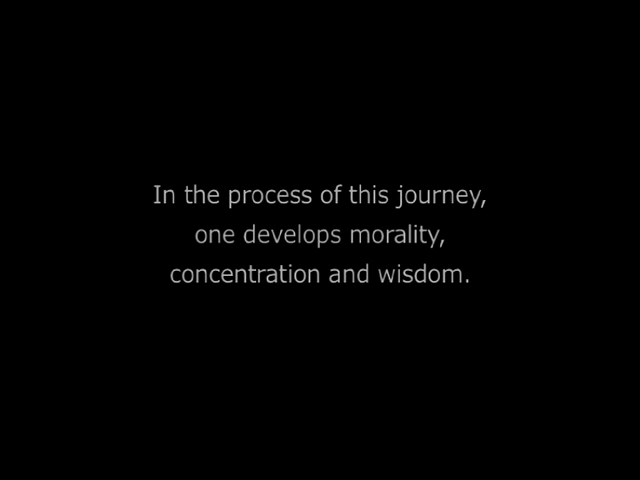 In the process of this journey,
one develops morality,
concentration and wisdom.